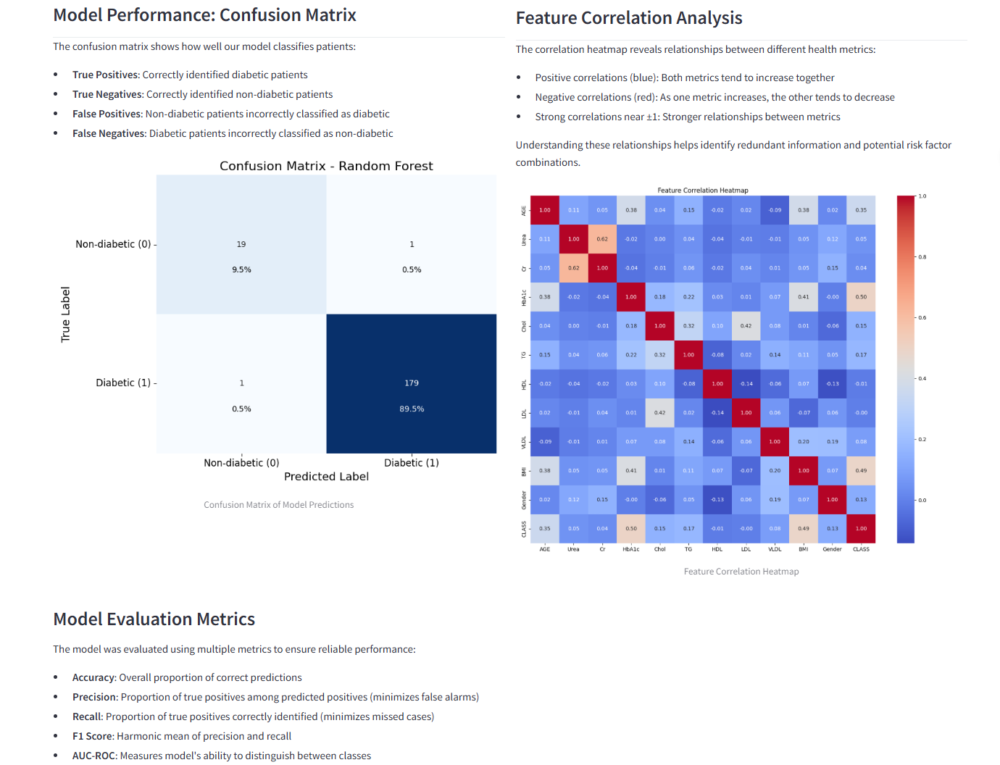 Model Performance: Confusion Matrix
The confusion matrix shows how well our model classifies patients:
• True Positives: Correctly identified diabetic patients
• True Negatives: Correctly identified non-diabetic patients
• False Positives: Non-diabetic patients incorrectly classified as diabetic
• False Negatives: Diabetic patients incorrectly classified as non-diabetic
Confusion Matrix - Random Forest
True Label
Non-diabetic (0)
19 1
9.5% 0.5%
Diabetic (1)
1 179
0.5% 89.5%
Non-diabetic (0) Diabetic (1)
Predicted Label
Confusion Matrix of Model Predictions
Feature Correlation Analysis
The correlation heatmap reveals relationships between different health metrics:
• Positive correlations (blue): Both metrics tend to increase together
• Negative correlations (red): As one metric increases, the other tends to decrease
• Strong correlations near ±1: Stronger relationships between metrics
Understanding these relationships helps identify redundant information and potential risk factor
combinations.
Feature Correlation Heatmap
AGE 1.00 0.11 0.05 0.38 0.04 0.15 -0.02 0.02 -0.09 0.38 0.02 0.35
Urea 0.11 1.00 0.62 -0.02 0.00 0.04 -0.04 -0.01 -0.01 0.05 0.12 0.05
Cr 0.05 0.62 1.00 -0.04 -0.01 0.06 -0.02 0.04 0.01 0.05 0.15 0.04
HbA1c 0.38 -0.02 -0.04 1.00 0.18 0.22 0.03 0.01 0.07 0.41 -0.00 0.50
Chol 0.04 0.00 -0.01 0.18 1.00 0.32 0.10 0.42 0.08 0.01 -0.06 0.15
TG 0.15 0.04 0.06 0.22 0.32 1.00 -0.08 0.02 0.14 0.11 0.05 0.17
HDL -0.02 -0.04 -0.02 0.03 0.10 -0.08 1.00 -0.14 -0.06 0.07 -0.13 -0.01
LDL 0.02 -0.01 0.04 0.01 0.42 0.02 -0.14 1.00 0.06 -0.07 0.06 -0.00
VLDL -0.09 -0.01 0.01 0.07 0.08 0.14 -0.06 0.06 1.00 0.20 0.19 0.08
BMI 0.38 0.05 0.05 0.41 0.01 0.11 0.07 -0.07 0.20 1.00 0.07 0.49
Gender 0.02 0.12 0.15 -0.00 -0.06 0.05 -0.13 0.06 0.19 0.07 1.00 0.13
CLASS 0.35 0.05 0.04 0.50 0.15 0.17 -0.01 -0.00 0.08 0.49 0.13 1.00
AGE Urea Cr HbA1c Chol TG HDL LDL VLDL BMI Gender CLASS
1.0
0.8
0.6
0.4
0.2
0.0
Feature Correlation Heatmap
Model Evaluation Metrics
The model was evaluated using multiple metrics to ensure reliable performance:
• Accuracy: Overall proportion of correct predictions
• Precision: Proportion of true positives among predicted positives (minimizes false alarms)
• Recall: Proportion of true positives correctly identified (minimizes missed cases)
• F1 Score: Harmonic mean of precision and recall
• AUC-ROC: Measures model's ability to distinguish between classes